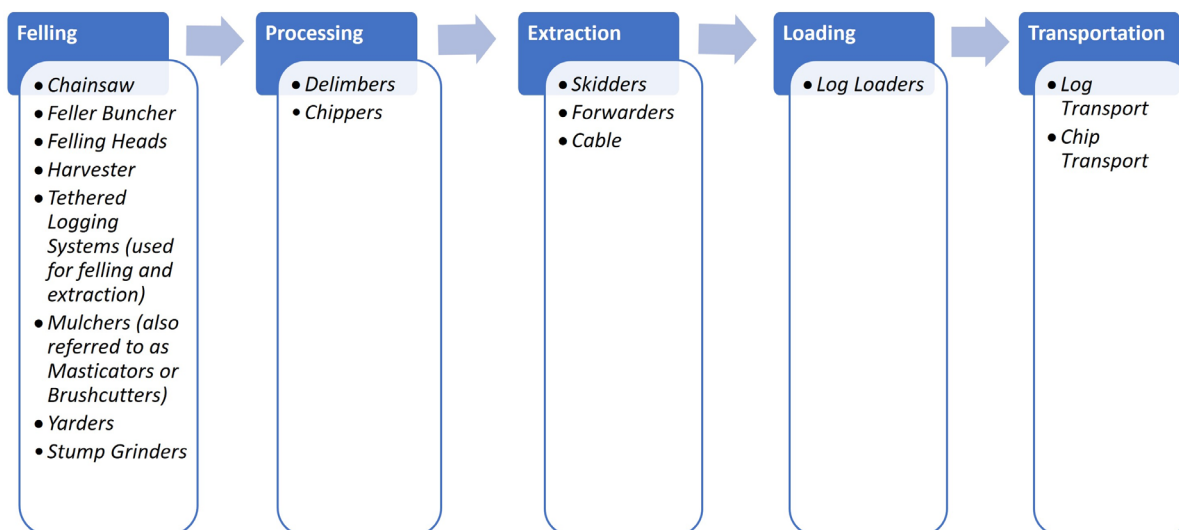 Felling
• Chainsaw
• Feller Buncher
• Felling Heads
• Harvester
• Tethered
Logging
Systems (used
for felling and
extraction)
• Mulchers (also
referred to as
Masticators or
Brushcutters)
• Yarders
• Stump Grinders
Processing
• Delimbers
• Chippers
Extraction
• Skidders
• Forwarders
• Cable
Loading
• Log Loaders
Transportation
• Log
Transport
• Chip
Transport